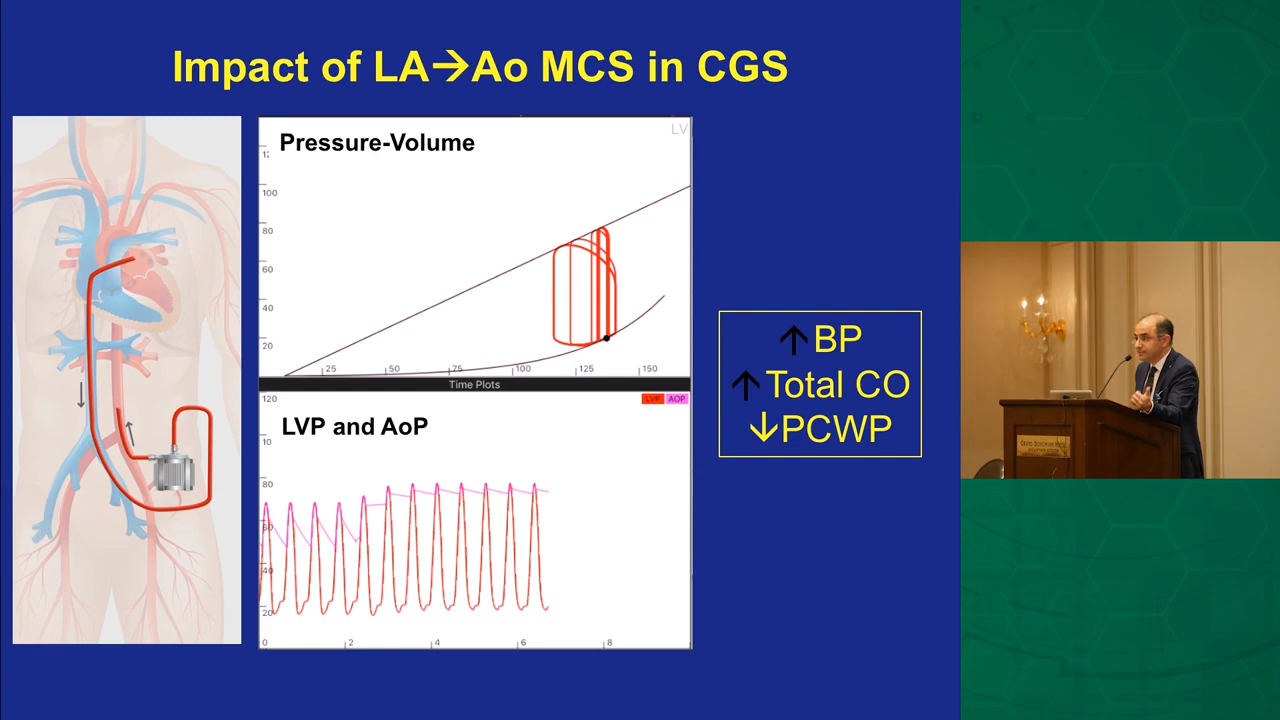 Impact of LA→Ao MCS in CGS
Pressure-Volume
LV
100
80
60
40
20
25
50
75
100
125
150
Time Plots
120
LVP
AOP
LVP and AoP
10
80
60
40
20
0
2
4
6
8
↑BP
↑Total CO
↓PCWP